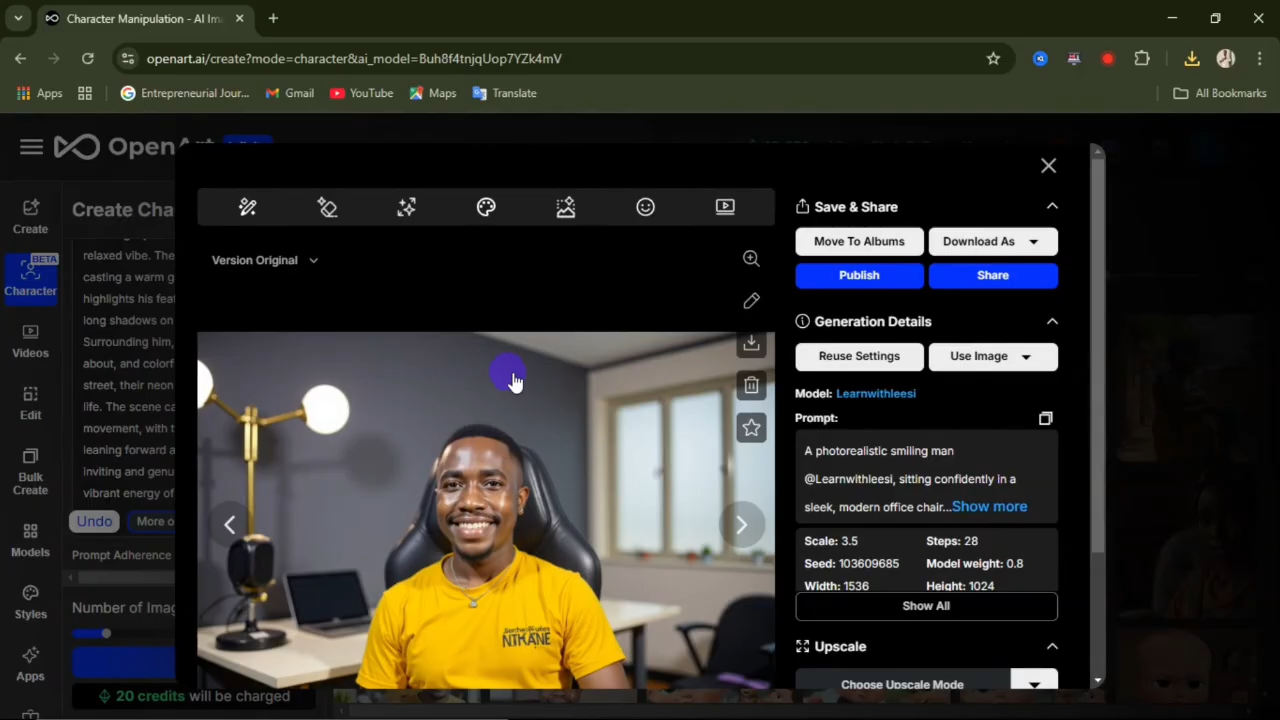 Character Manipulation - AI Im
openart.ai/create?mode=character&ai_model=Buh8f4tnjqUop7YZk4mV
Apps
Entrepreneurial Jour...
Gmail
YouTube
Maps
Translate
All Bookmarks
OpenArt
Create
BETA
Character
Videos
Edit
Bulk
Create
Models
Styles
Apps
Create Cha
relaxed vibe. The
casting a warm g
highlights his feat
long shadows on
Surrounding him,
about, and colorf
street, their neon
life. The scene ca
movement, with t
leaning forward a
inviting and genu
vibrant energy of
Undo
More o
Prompt Adherence
Number of Imag
20 credits will be charged
Version Original
NTKANE
Save & Share
Move To Albums
Download As
Publish
Share
Generation Details
Reuse Settings
Use Image
Model: Learnwithleesi
Prompt:
A photorealistic smiling man
@Learnwithleesi, sitting confidently in a
sleek, modern office chair...Show more
Scale: 3.5 Steps: 28
Seed: 103609685 Model weight: 0.8
Width: 1536 Height: 1024
Show All
Upscale
Choose Upscale Mode